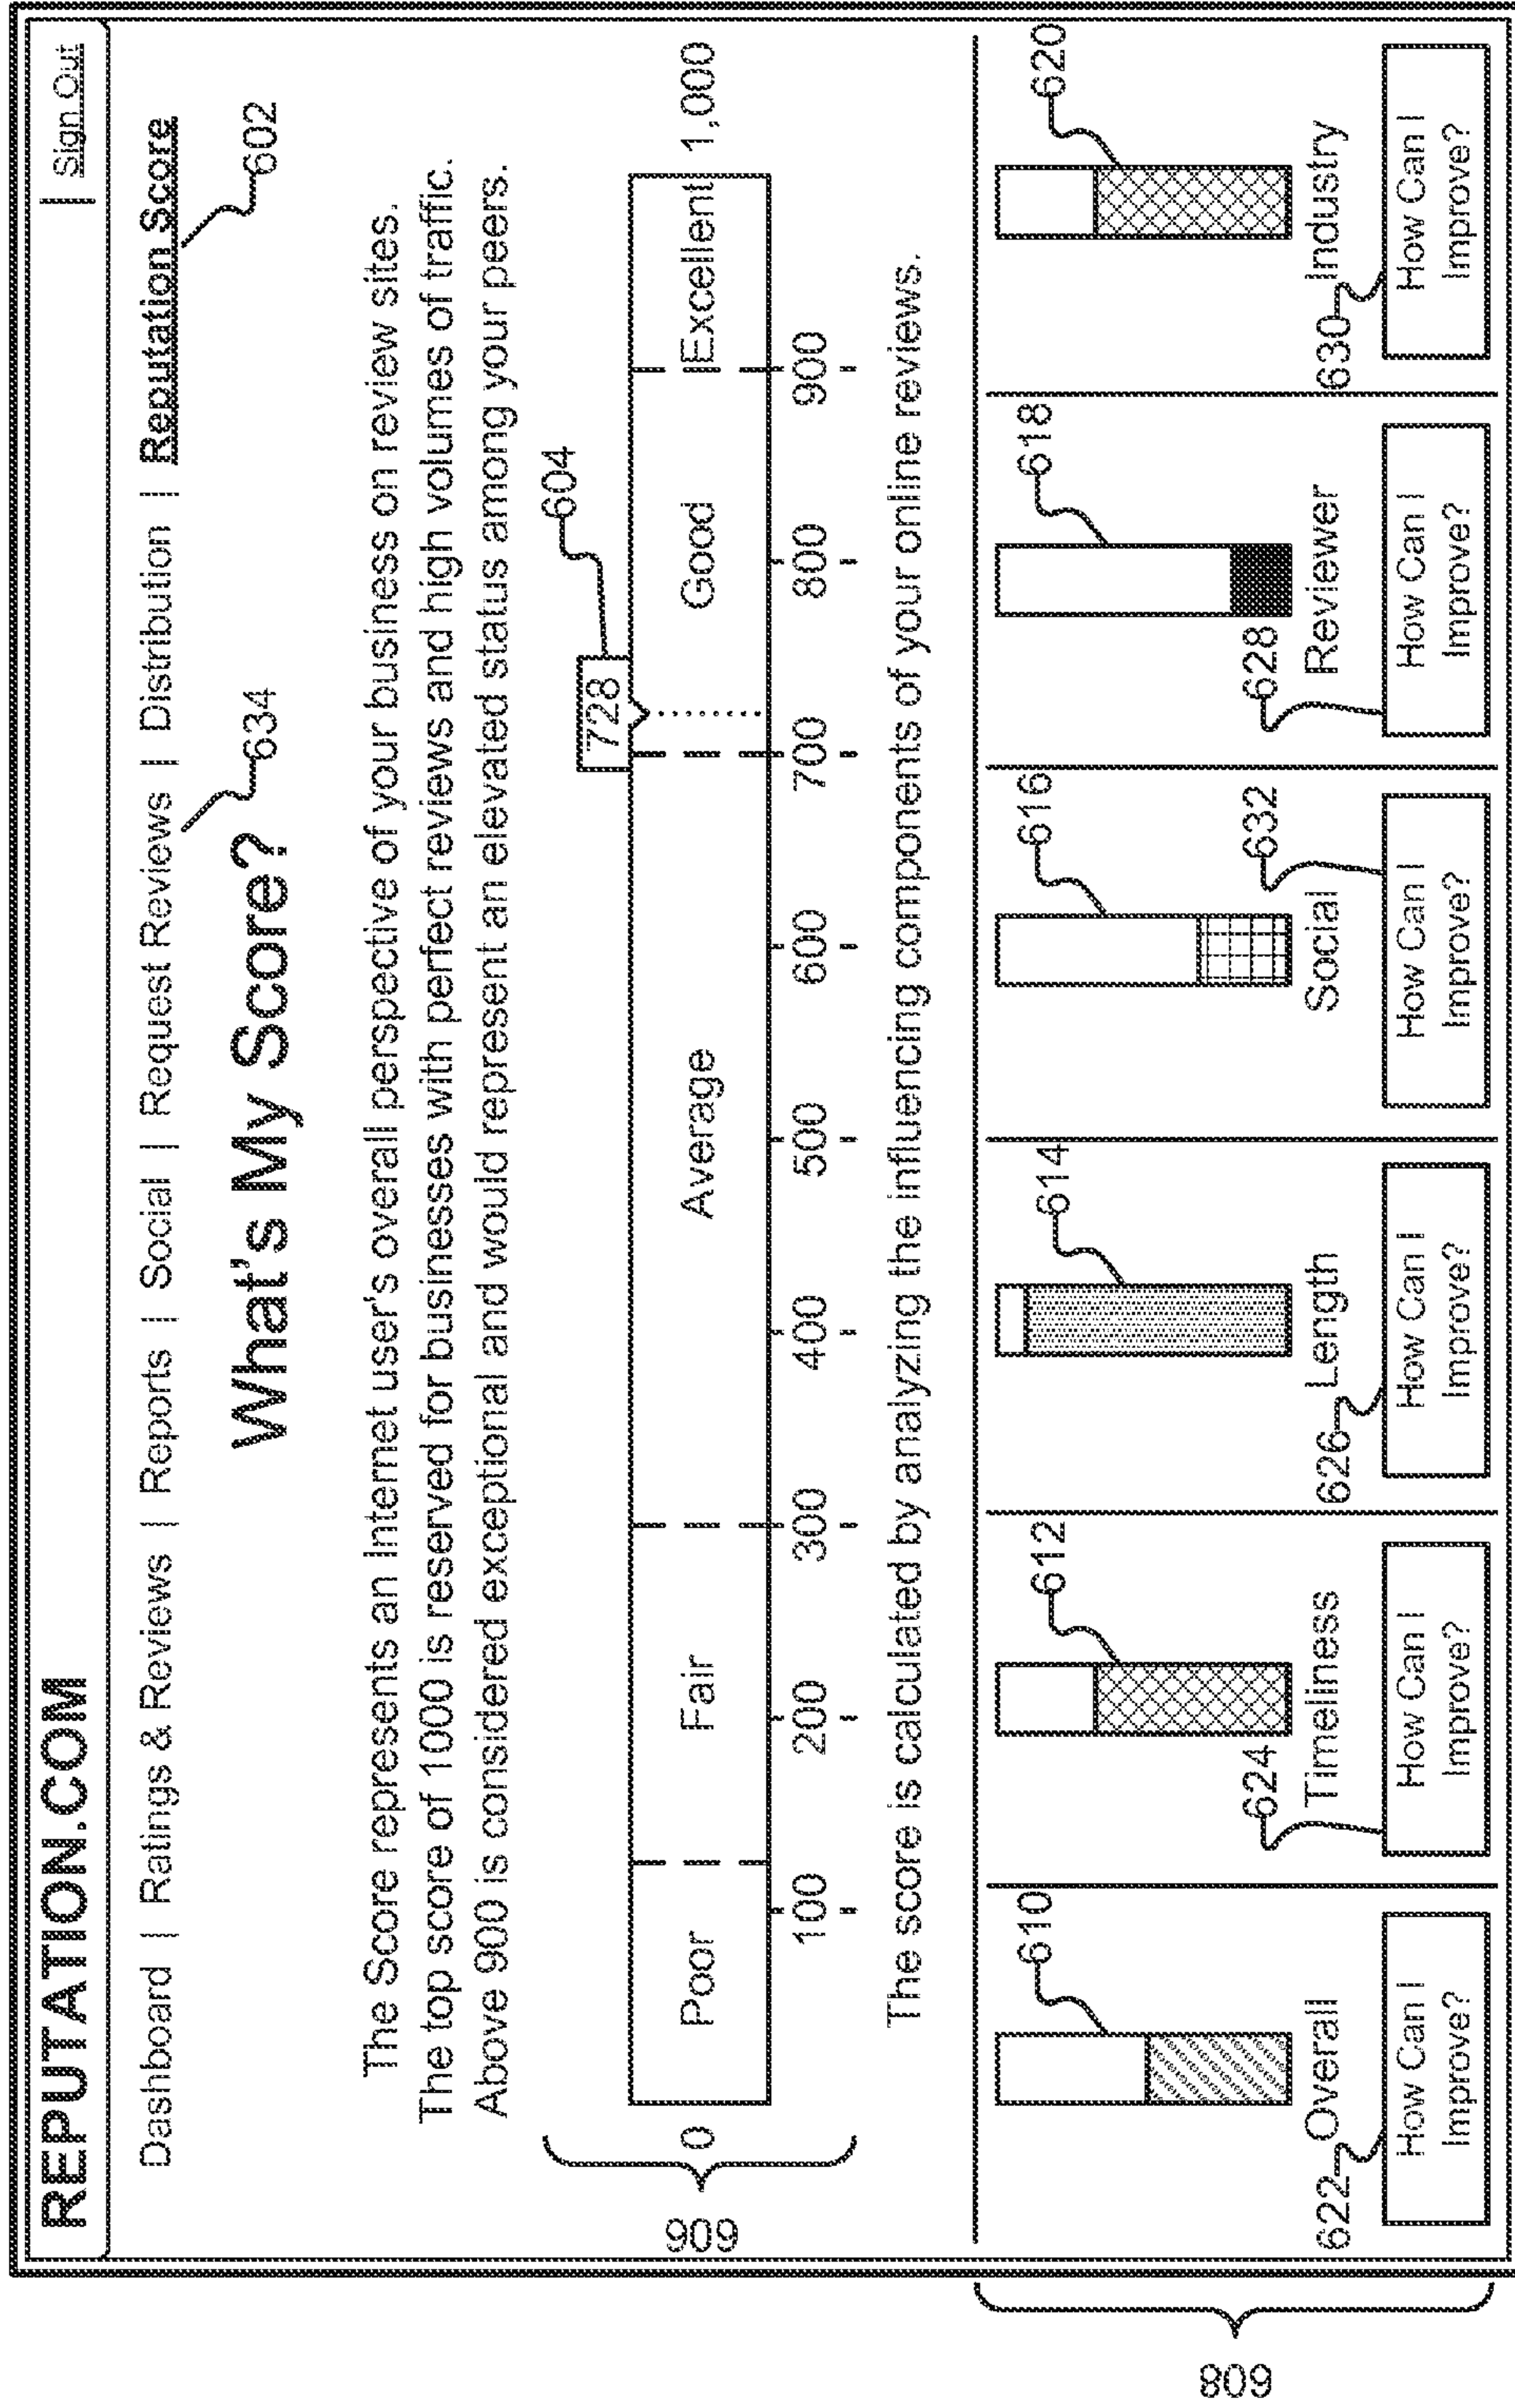 REPUTATION.COM
| Sign Out
Dashboard | Ratings & Reviews | Reports | Social | Request Reviews | Distribution | Reputation Score
634
602
What's My Score?
The Score represents an Internet user's overall perspective of your business on review sites.
The top score of 1000 is reserved for businesses with perfect reviews and high volumes of traffic.
Above 900 is considered exceptional and would represent an elevated status among your peers.
604
728
606
0 Poor Fair Average Good Excellent 1,000
100 200 300 400 500 600 700 800 900
The score is calculated by analyzing the influencing components of your online reviews.
608
610 612 614 616 618 620
622 624 626 632 628 630
Overall Timeliness Length Social Reviewer Industry
How Can I Improve?
How Can I Improve?
How Can I Improve?
How Can I Improve?
How Can I Improve?
How Can I Improve?